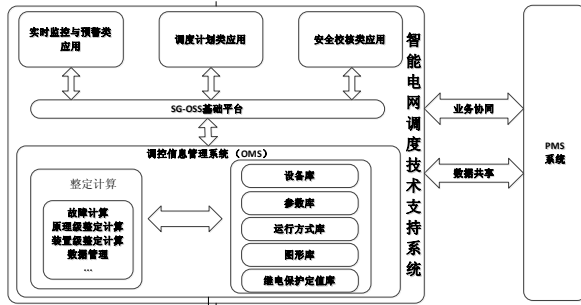 实时监控与预警类
应用
调度计划类应用
安全校核类应用
SG-OSS基础平台
调控信息管理系统（OMS）
整定计算
故障计算
原理级整定计算
装置级整定计算
数据管理
...
设备库
参数库
运行方式库
图形库
继电保护定值库
智能电网调度技术支持系统
业务协同
数据共享
PMS
系统